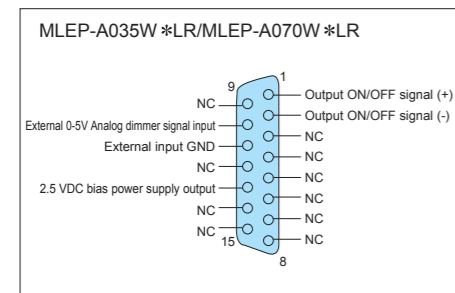 MLEP-A035W＊LR/MLEP-A070W＊LR
9
1
NC
Output ON/OFF signal (+)
External 0-5V Analog dimmer signal input
Output ON/OFF signal (-)
External input GND
NC
NC
NC
2.5 VDC bias power supply output
NC
NC
NC
NC
NC
15
NC
8